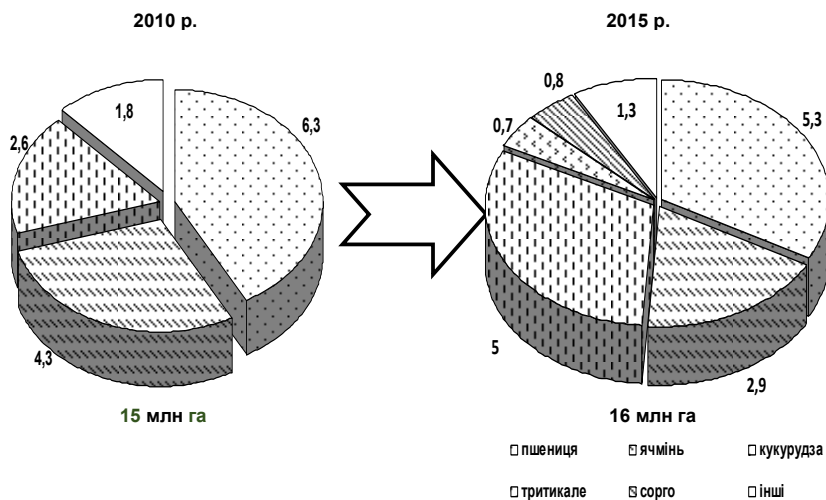 2010 р.
2015 р.
1,8
6,3
2,6
4,3
0,8
1,3
0,7
5,3
5
2,9
15 млн га
16 млн га
пшениця ячмінь кукурудза
тритикале сорго інші